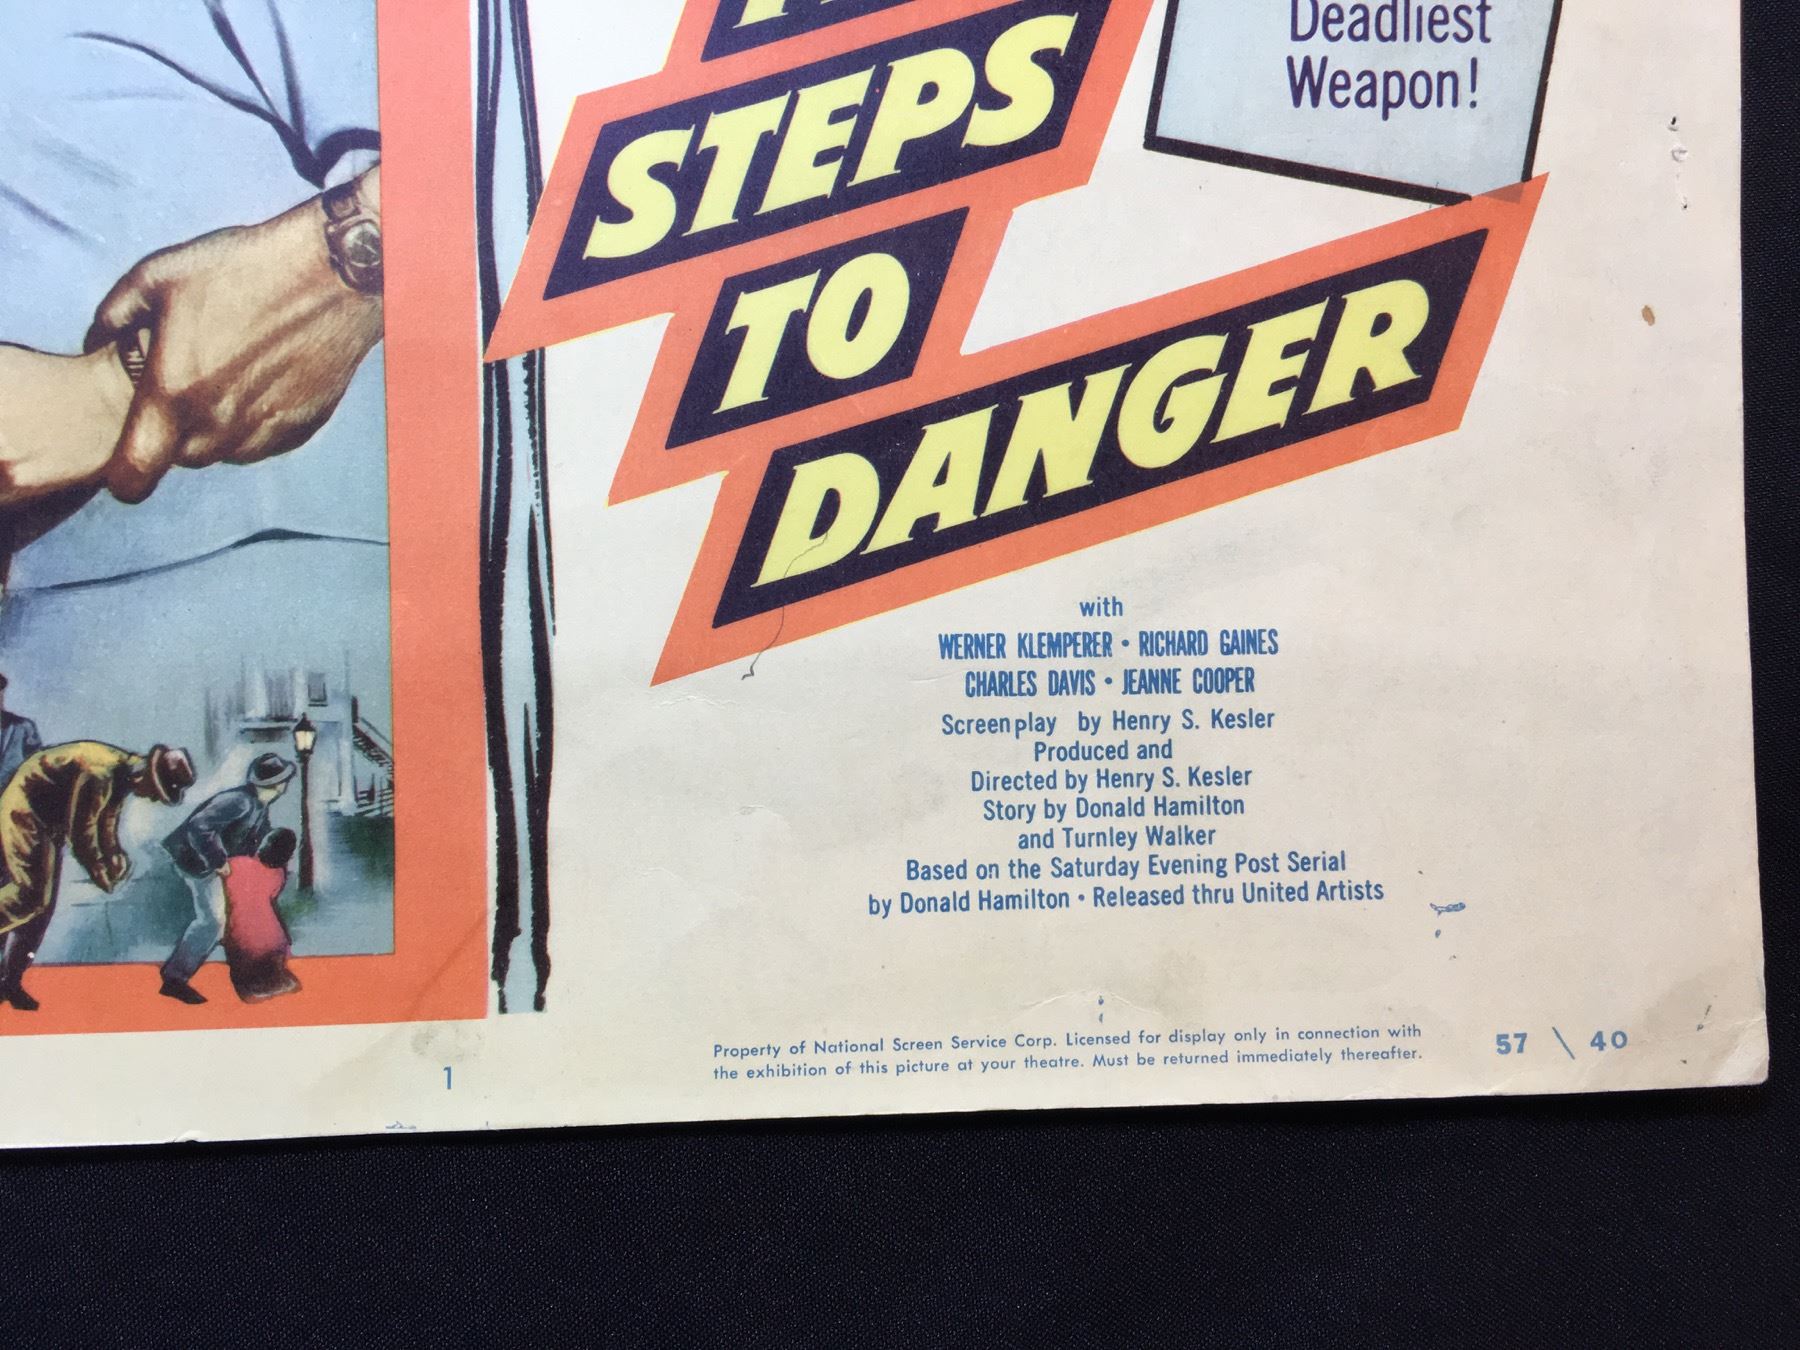 Deadliest
Weapon!
STEPS
TO
DANGER
with
WERNER KLEMPERER • RICHARD GAINES
CHARLES DAVIS • JEANNE COOPER
Screenplay by Henry S. Kesler
Produced and
Directed by Henry S. Kesler
Story by Donald Hamilton
and Turnley Walker
Based on the Saturday Evening Post Serial
by Donald Hamilton • Released thru United Artists
Property of National Screen Service Corp. Licensed for display only in connection with
the exhibition of this picture at your theatre. Must be returned immediately thereafter.
57 \ 40
1